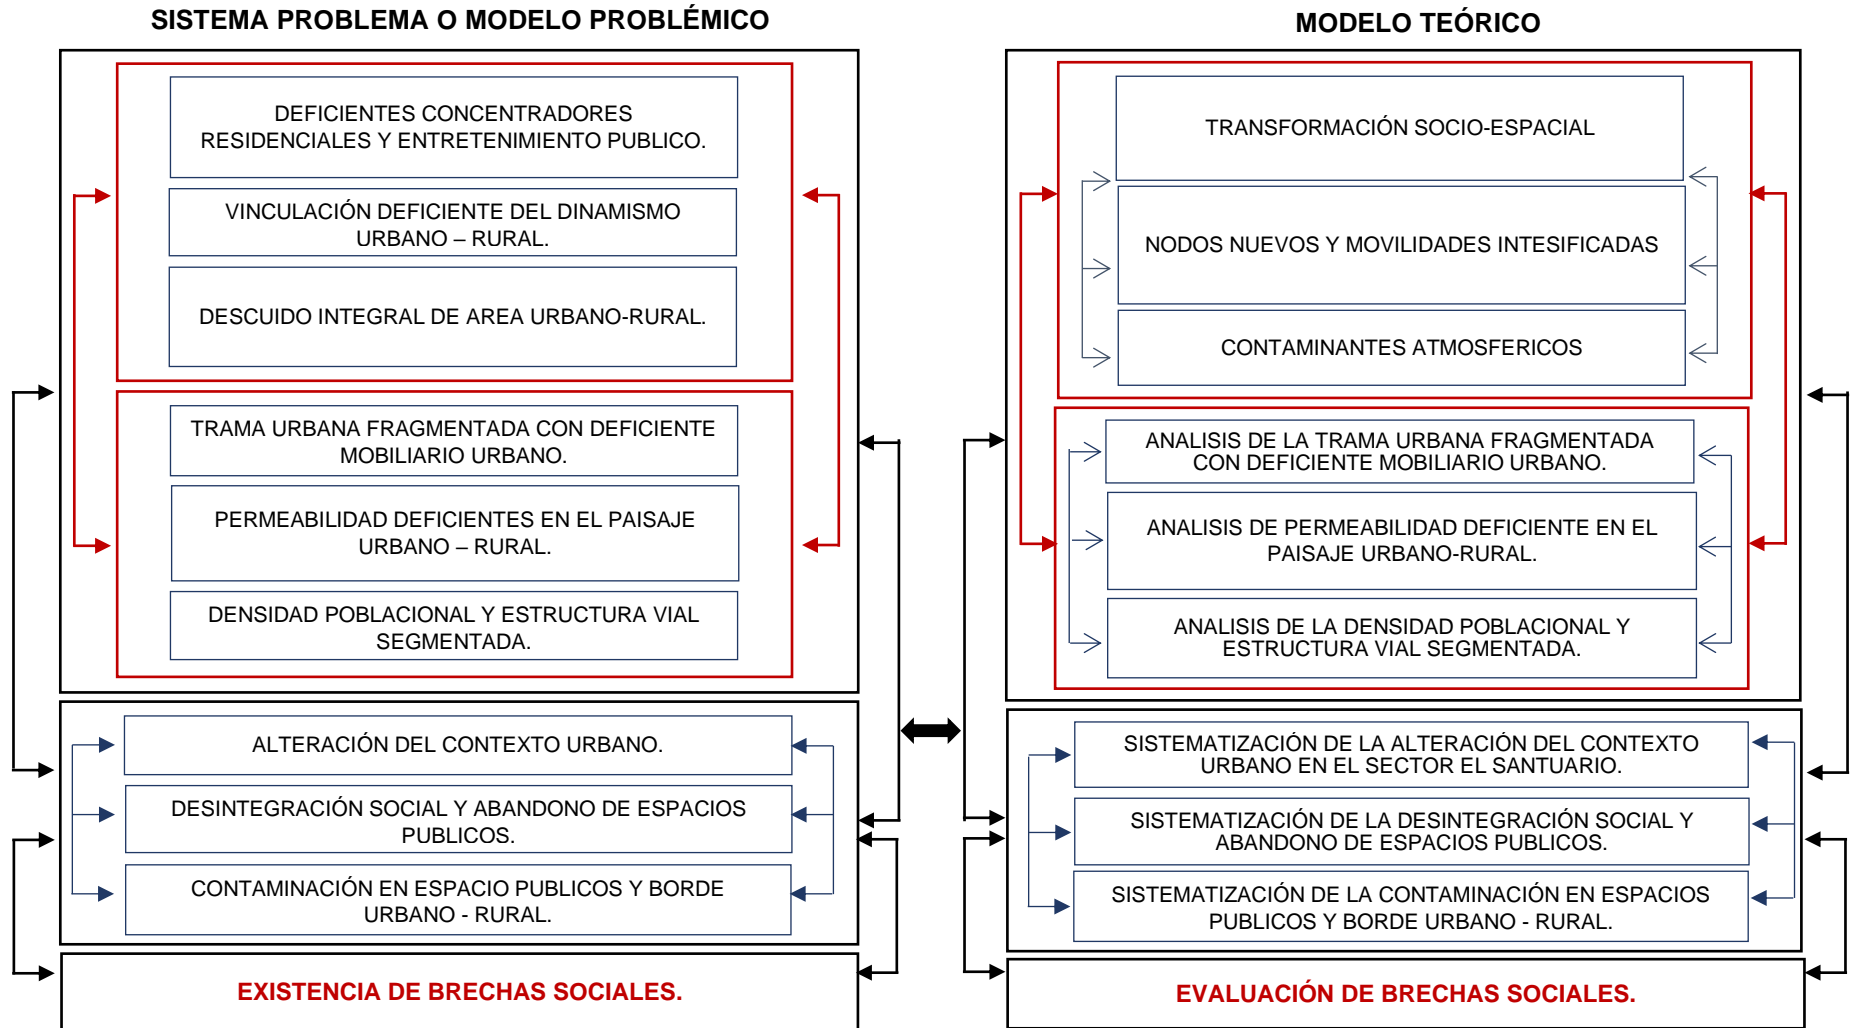 SISTEMA PROBLEMA O MODELO PROBLÉMICO
DEFICIENTES CONCENTRADORES
RESIDENCIALES Y ENTRETENIMIENTO PUBLICO.
VINCULACIÓN DEFICIENTE DEL DINAMISMO
URBANO – RURAL.
DESCUIDO INTEGRAL DE AREA URBANO-RURAL.
TRAMA URBANA FRAGMENTADA CON DEFICIENTE
MOBILIARIO URBANO.
PERMEABILIDAD DEFICIENTES EN EL PAISAJE
URBANO – RURAL.
DENSIDAD POBLACIONAL Y ESTRUCTURA VIAL
SEGMENTADA.
ALTERACIÓN DEL CONTEXTO URBANO.
DESINTEGRACIÓN SOCIAL Y ABANDONO DE ESPACIOS
PUBLICOS.
CONTAMINACIÓN EN ESPACIO PUBLICOS Y BORDE
URBANO - RURAL.
EXISTENCIA DE BRECHAS SOCIALES.
MODELO TEÓRICO
TRANSFORMACIÓN SOCIO-ESPACIAL
NODOS NUEVOS Y MOVILIDADES INTESIFICADAS
CONTAMINANTES ATMOSFERICOS
ANALISIS DE LA TRAMA URBANA FRAGMENTADA
CON DEFICIENTE MOBILIARIO URBANO.
ANALISIS DE PERMEABILIDAD DEFICIENTE EN EL
PAISAJE URBANO-RURAL.
ANALISIS DE LA DENSIDAD POBLACIONAL Y
ESTRUCTURA VIAL SEGMENTADA.
SISTEMATIZACIÓN DE LA ALTERACIÓN DEL CONTEXTO
URBANO EN EL SECTOR EL SANTUARIO.
SISTEMATIZACIÓN DE LA DESINTEGRACIÓN SOCIAL Y
ABANDONO DE ESPACIOS PUBLICOS.
SISTEMATIZACIÓN DE LA CONTAMINACIÓN EN ESPACIOS
PUBLICOS Y BORDE URBANO - RURAL.
EVALUACIÓN DE BRECHAS SOCIALES.